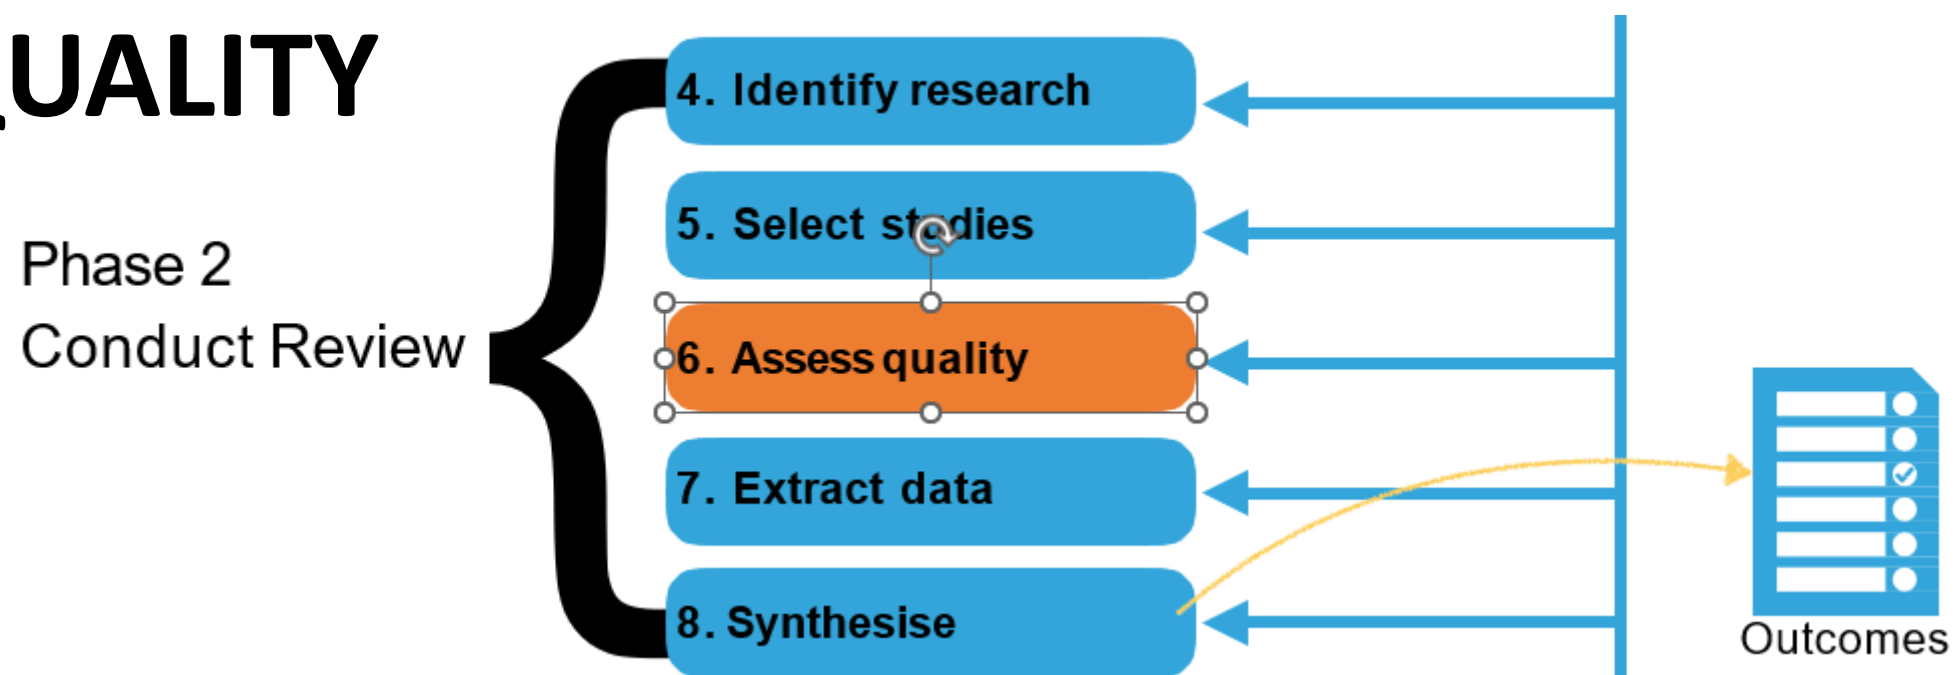 QUALITY
4. Identify research
5. Select studies
Phase 2
Conduct Review
6. Assess quality
7. Extract data
8. Synthesise
Outcomes